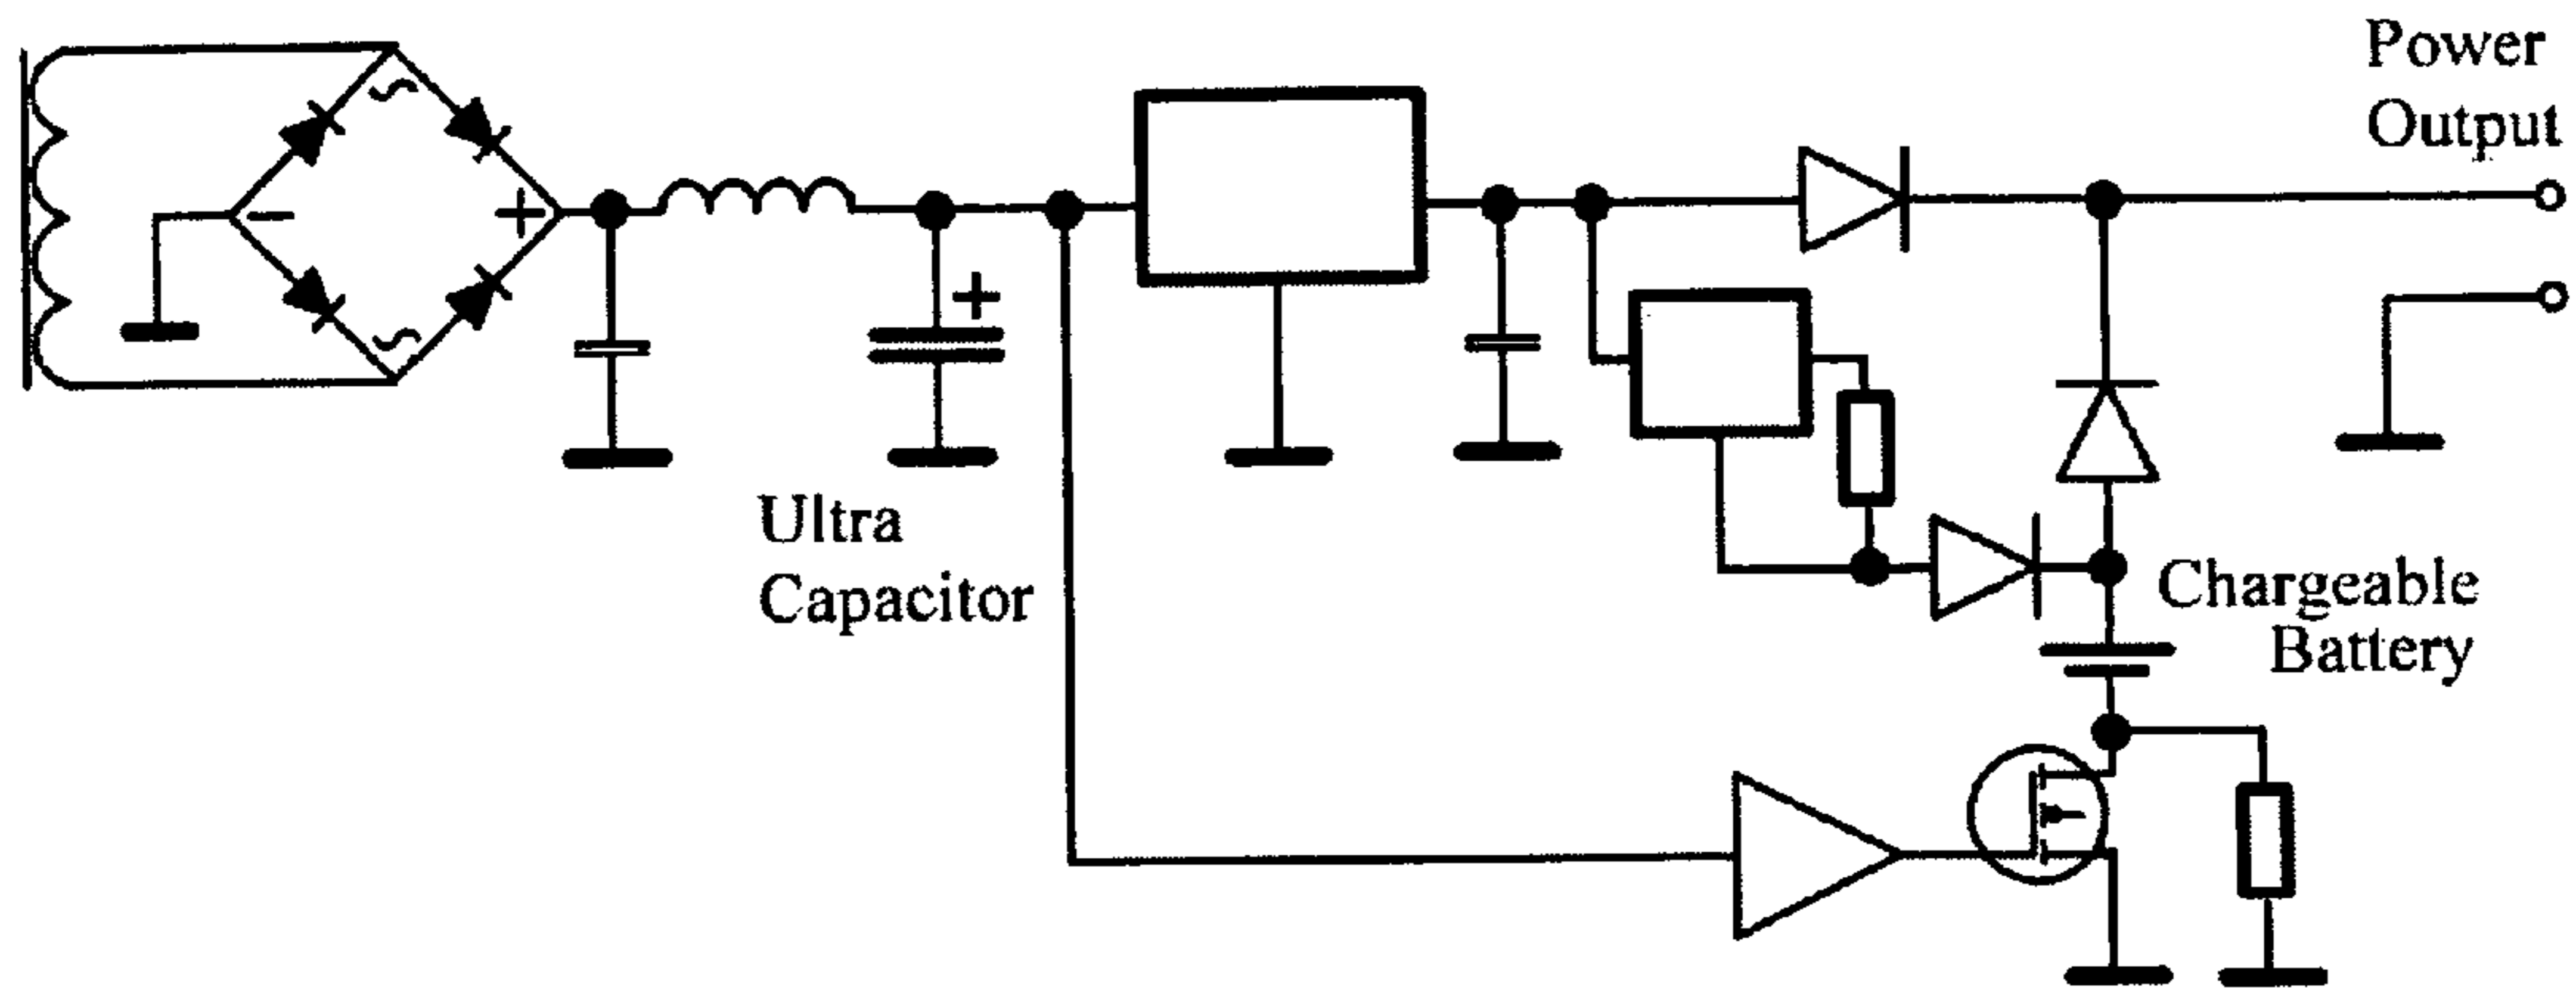 Power
Output
~
−
+
~
+
Ultra
Capacitor
Chargeable
Battery